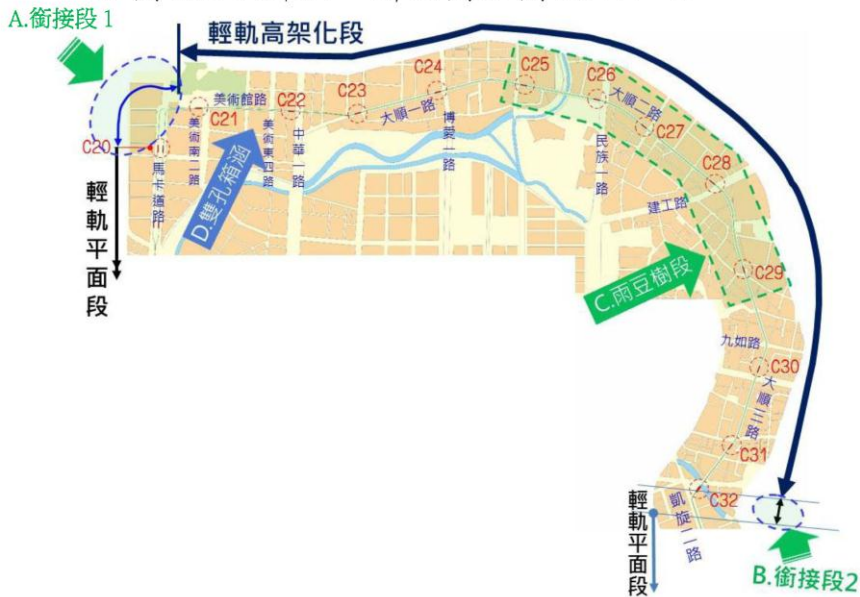 A.銜接段 1
輕軌高架化段
C24
C25
C26
大順一路
C23
C22
美術館路
C21
大順一路
C27
C20
馬卡道路
美術南二路
美術東四路
中華一路
博愛一路
民族一路
C28
D.雙孔箱涵
建工路
輕軌平面段
C29
C.雨豆樹段
九如路
C30
大順三路
C31
C32
輕軌平面段
凱旋二路
B.銜接段2